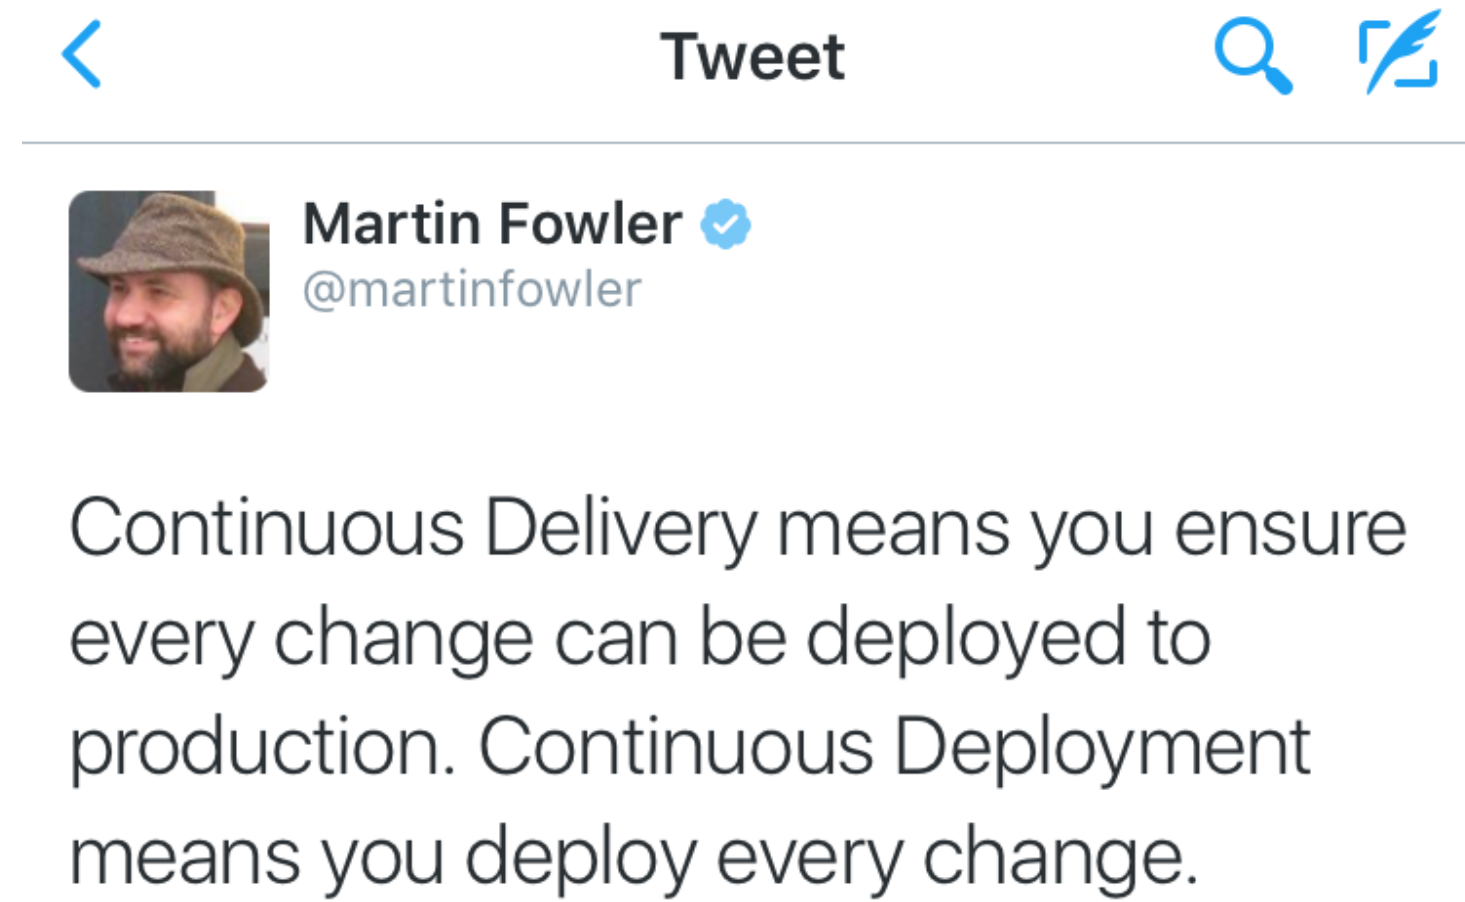 Tweet
Martin Fowler
@martinfowler
Continuous Delivery means you ensure
every change can be deployed to
production. Continuous Deployment
means you deploy every change.